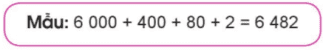 Mẫu: 6 000 + 400 + 80 + 2 = 6 482